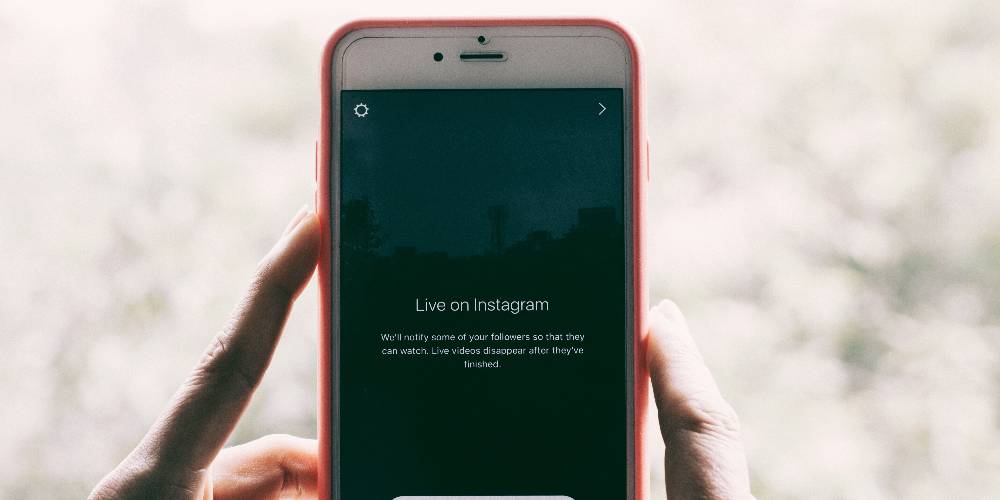 Live on Instagram
We'll notify some of your followers so that they
can watch. Live videos disappear after they've
finished.